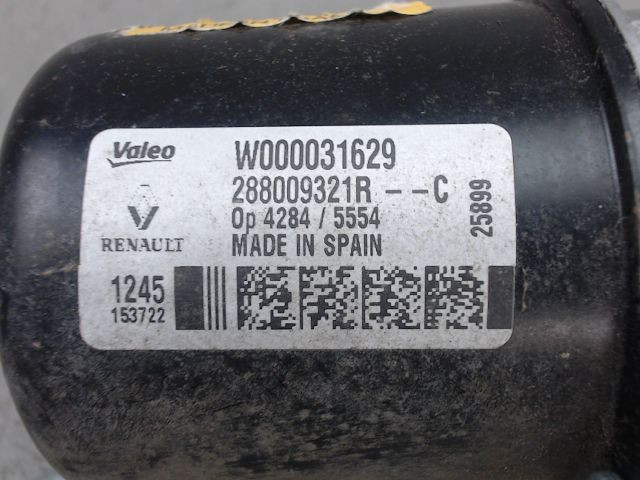 Valeo
W000031629
288009321R - - C
Op 4284 / 5554
RENAULT
MADE IN SPAIN
25899
1245
153722